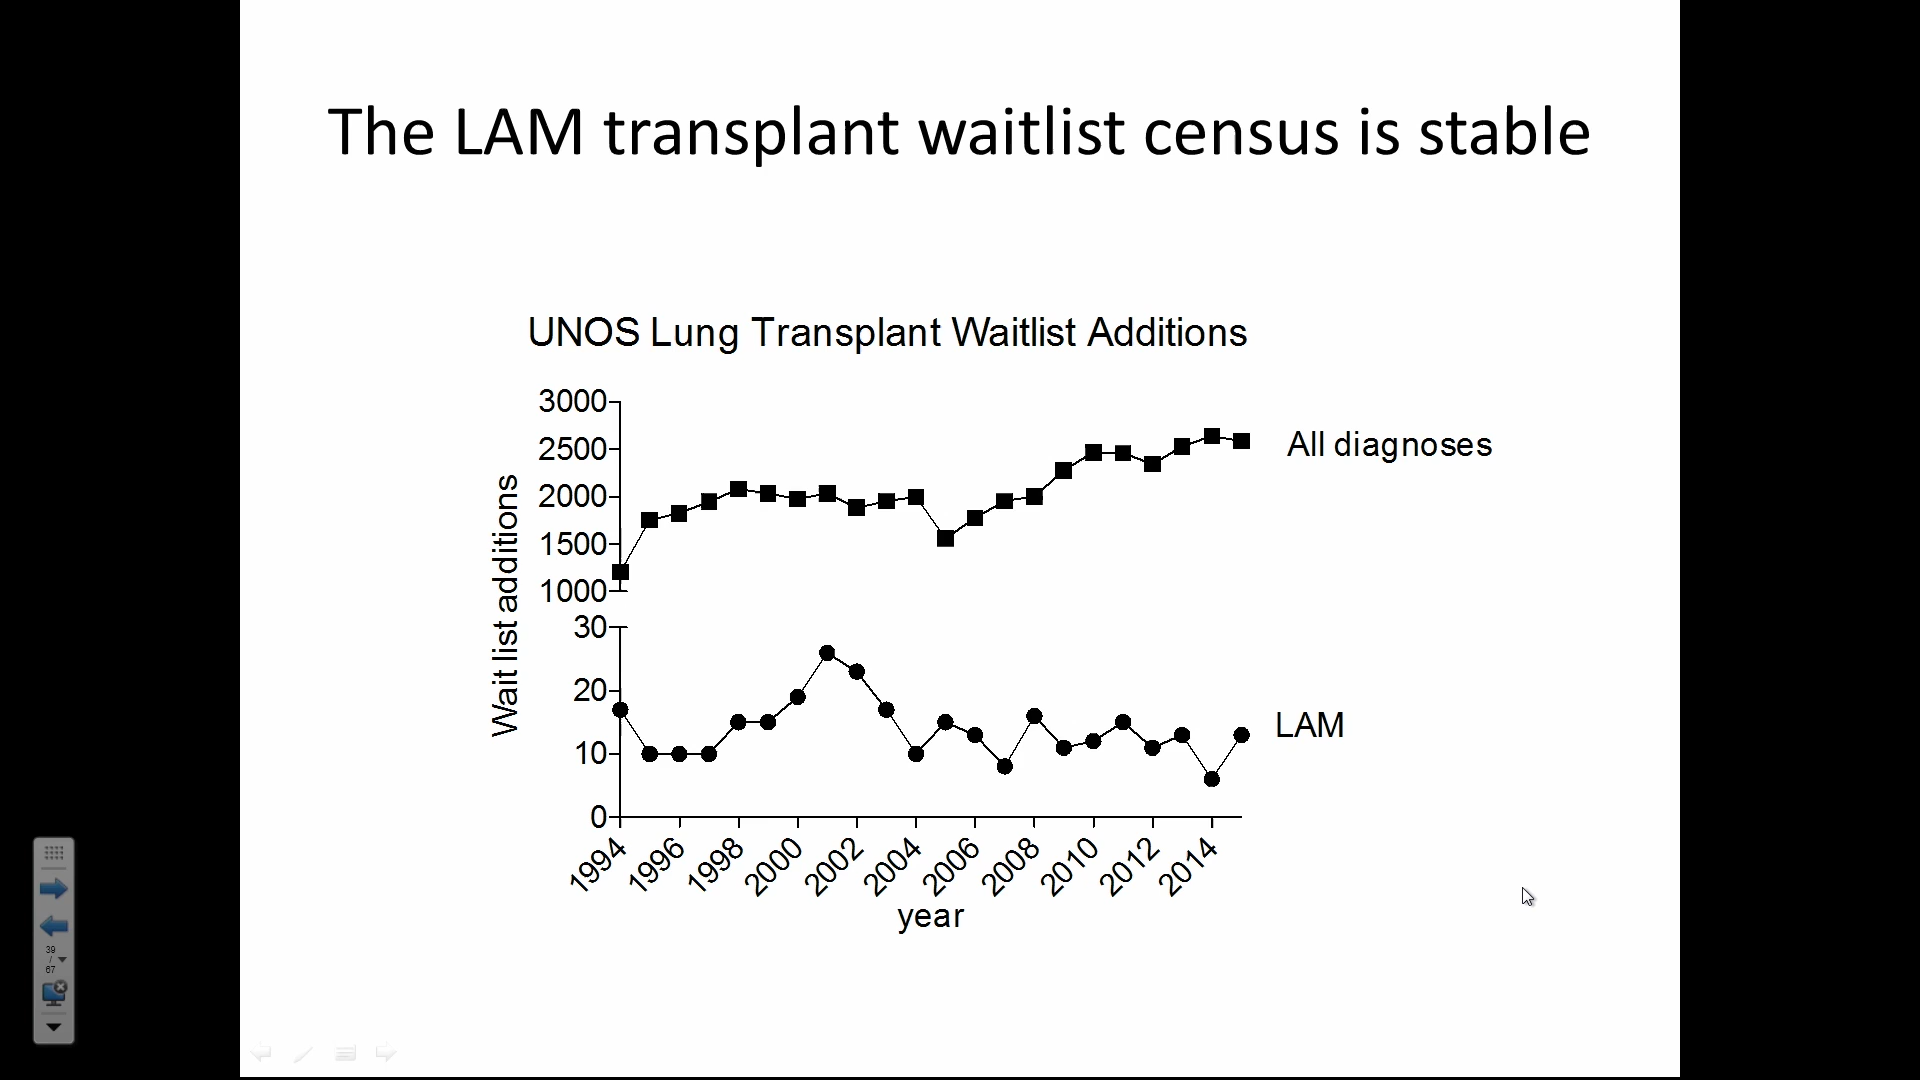 The LAM transplant waitlist census is stable
UNOS Lung Transplant Waitlist Additions
3000
2500
2000
1500
1000
30
20
10
0
Wait list additions
All diagnoses
LAM
1994 1996 1998 2000 2002 2004 2006 2008 2010 2012 2014
year
39
/
67